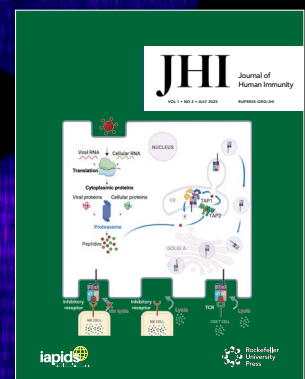 JHI
Journal of
Human Immunity
VOL 1 • NO 3 • JULY 2025
RUPRESS.ORG/JHI
NUCLEUS
Viral RNA
Cellular RNA
Translation
Cytoplasmic proteins
Viral proteins
Cellular proteins
Proteasome
Peptides
ER
TAP1
TAP2
GOLGI A.
Inhibitory
receptor
No lysis
NK CELL
Inhibitory
receptor
Lysis
NK CELL
TCR
Lysis
CD8 T CELL
iapids
Rockefeller
University
Press